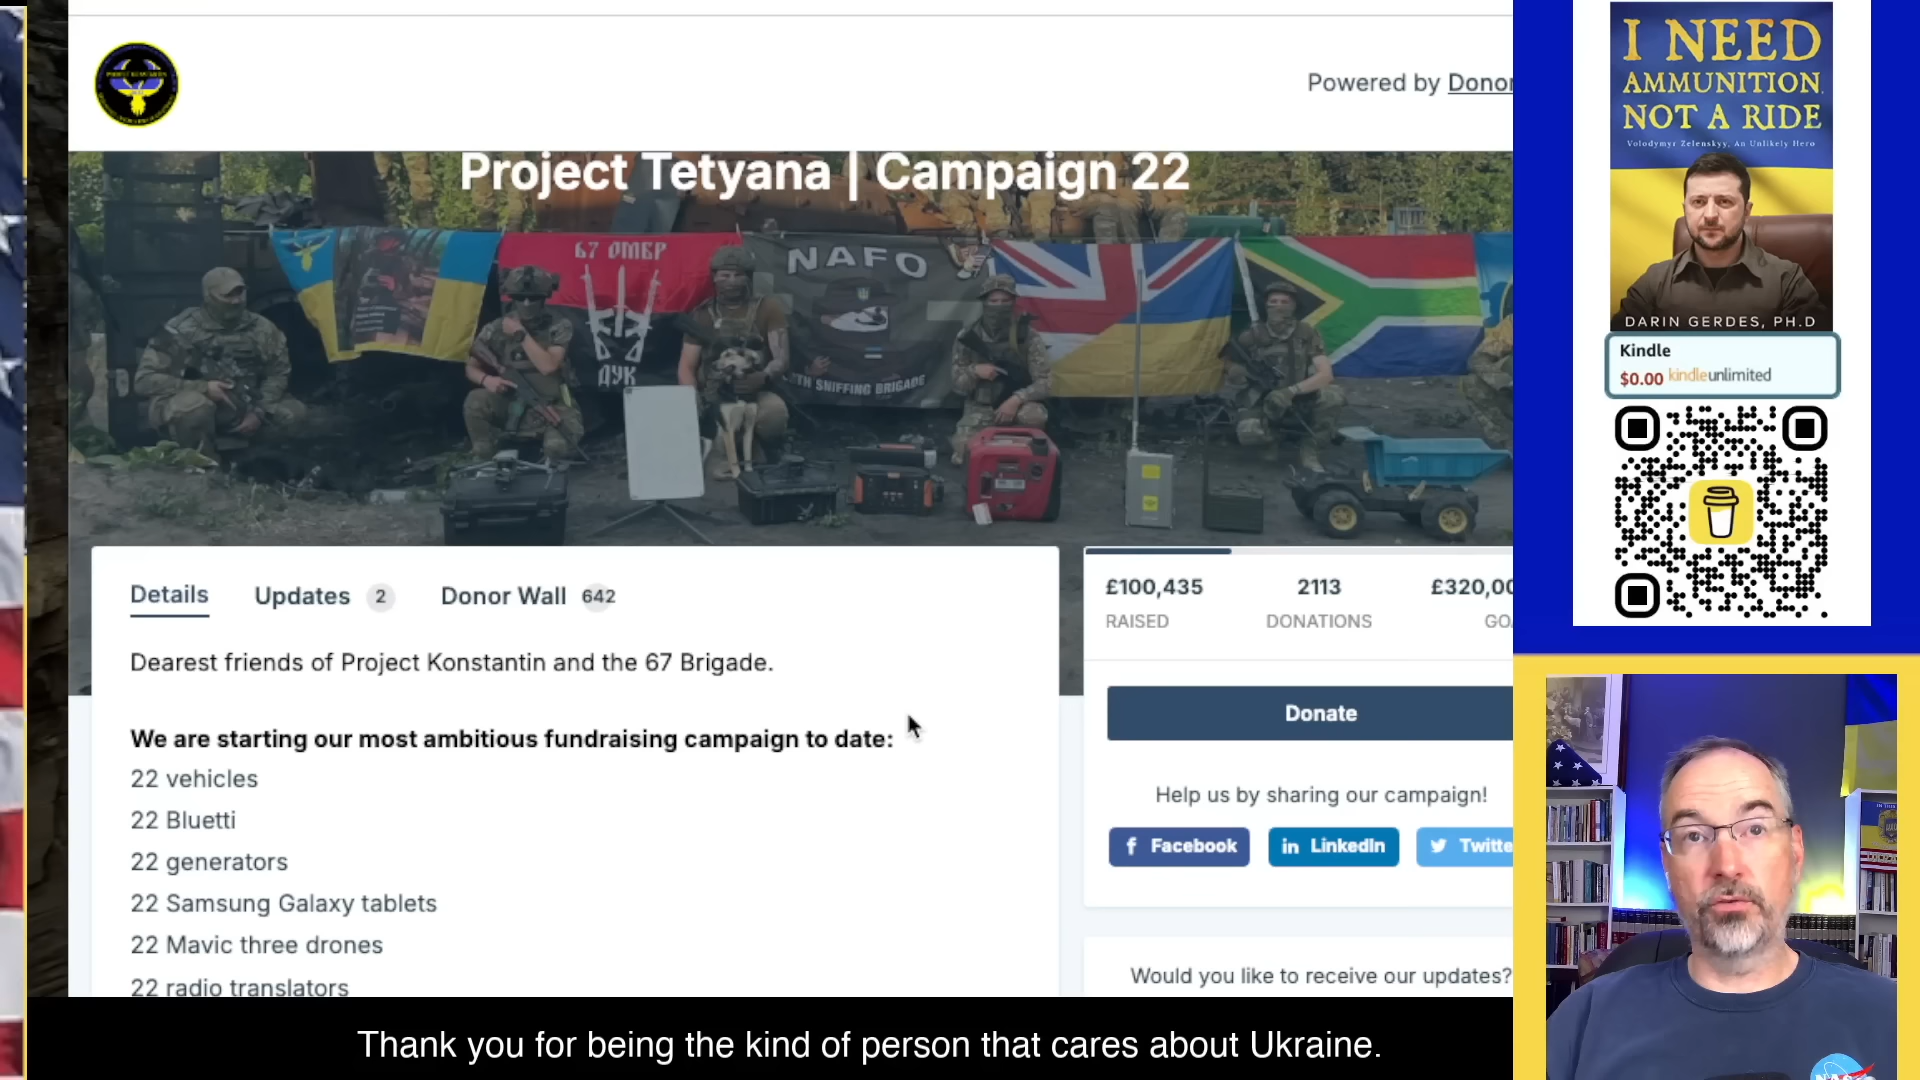 Powered by Donor
Project Tetyana | Campaign 22
67 ОМБР
ДУК
NAFO
SNIFFING BRIGADE
Details
Updates 2
Donor Wall 642
Dearest friends of Project Konstantin and the 67 Brigade.
We are starting our most ambitious fundraising campaign to date:
22 vehicles
22 Bluetti
22 generators
22 Samsung Galaxy tablets
22 Mavic three drones
22 radio translators
£100,435
RAISED
2113
DONATIONS
£320,00
GO
Donate
Help us by sharing our campaign!
Facebook
LinkedIn
Twitte
Would you like to receive our updates?
I NEED
AMMUNITION,
NOT A RIDE
Volodymyr Zelenskyy, An Unlikely Hero
DARIN GERDES, PH.D
Kindle
$0.00 kindleunlimited
Thank you for being the kind of person that cares about Ukraine.